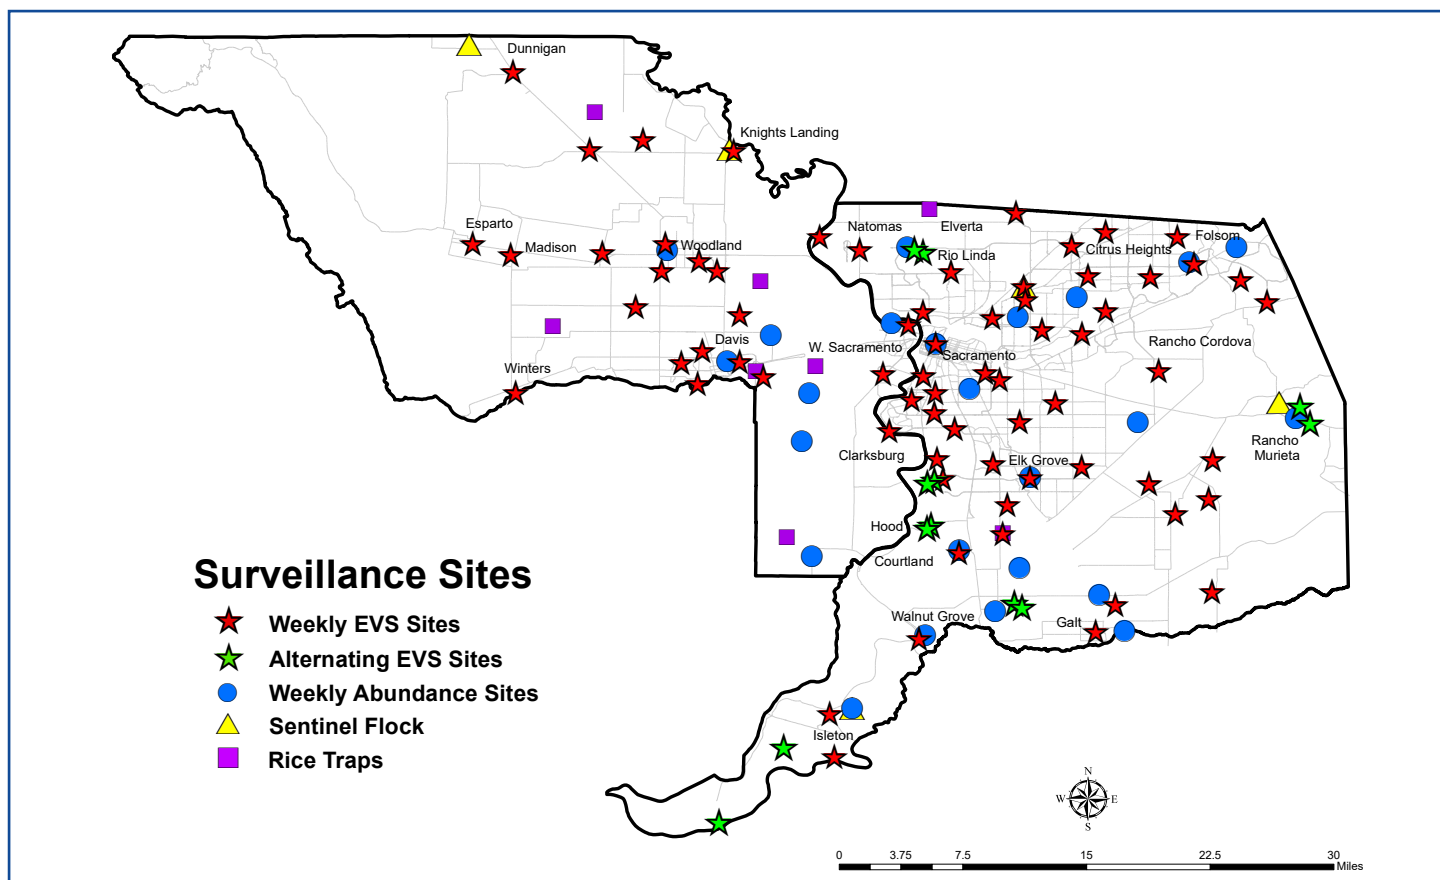 Dunnigan
Knights Landing
Esparto
Madison
Woodland
Natomas
Elverta
Rio Linda
Citrus Heights
Folsom
Winters
Davis
W. Sacramento
Sacramento
Rancho Cordova
Rancho
Murieta
Clarksburg
Elk Grove
Hood
Courtland
Walnut Grove
Galt
Isleton
Surveillance Sites
Weekly EVS Sites
Alternating EVS Sites
Weekly Abundance Sites
Sentinel Flock
Rice Traps
N
W E
S
0 3.75 7.5 15 22.5 30
Miles